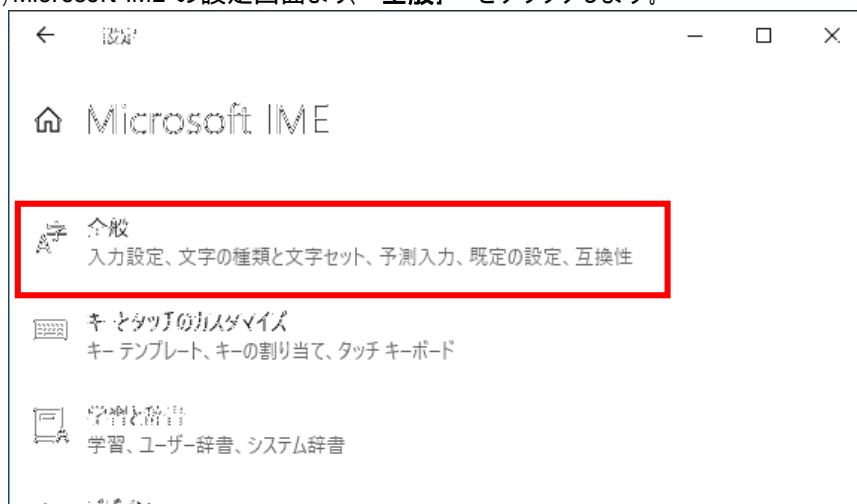 Microsoft IME の設定画面より、「全般」 をクリックします。
設定
Microsoft IME
全般
入力設定、文字の種類と文字セット、予測入力、既定の設定、互換性
キーとタッチのカスタマイズ
キー テンプレート、キーの割り当て、タッチ キーボード
学習と辞書
学習、ユーザー辞書、システム辞書